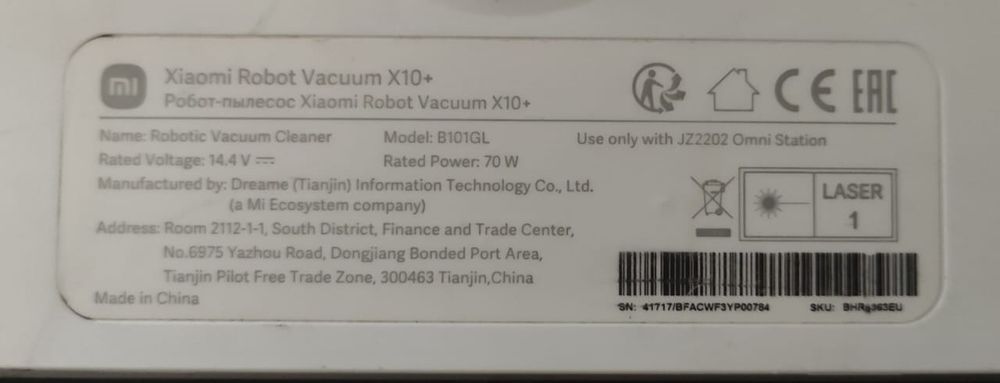 mi
Xiaomi Robot Vacuum X10+
Робот-пылесос Xiaomi Robot Vacuum X10+
CE EAC
Name: Robotic Vacuum Cleaner Model: B101GL Use only with JZ2202 Omni Station
Rated Voltage: 14.4 V Rated Power: 70 W
Manufactured by: Dreame (Tianjin) Information Technology Co., Ltd.
(a Mi Ecosystem company)
LASER
1
Address: Room 2112-1-1, South District, Finance and Trade Center,
No.6975 Yazhou Road, Dongjiang Bonded Port Area,
Tianjin Pilot Free Trade Zone, 300463 Tianjin,China
Made in China
SN: 41717/BFACWF3YP00784 SKU: